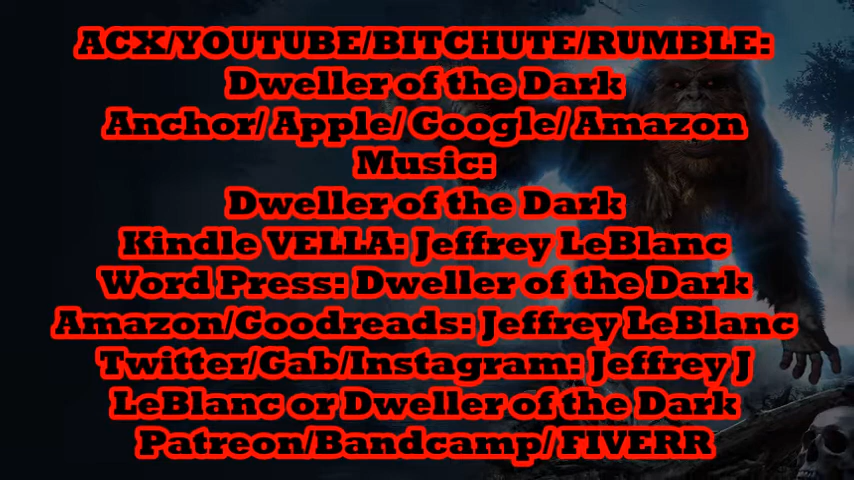 ACX/YOUTUBE/BITCHUTE/RUMBLE:
Dweller of the Dark
Anchor/ Apple/ Google/ Amazon
Music:
Dweller of the Dark
Kindle VELLA: Jeffrey LeBlanc
Word Press: Dweller of the Dark
Amazon/Goodreads: Jeffrey LeBlanc
Twitter/Gab/Instagram: Jeffrey J
LeBlanc or Dweller of the Dark
Patreon/Bandcamp/ FIVERR